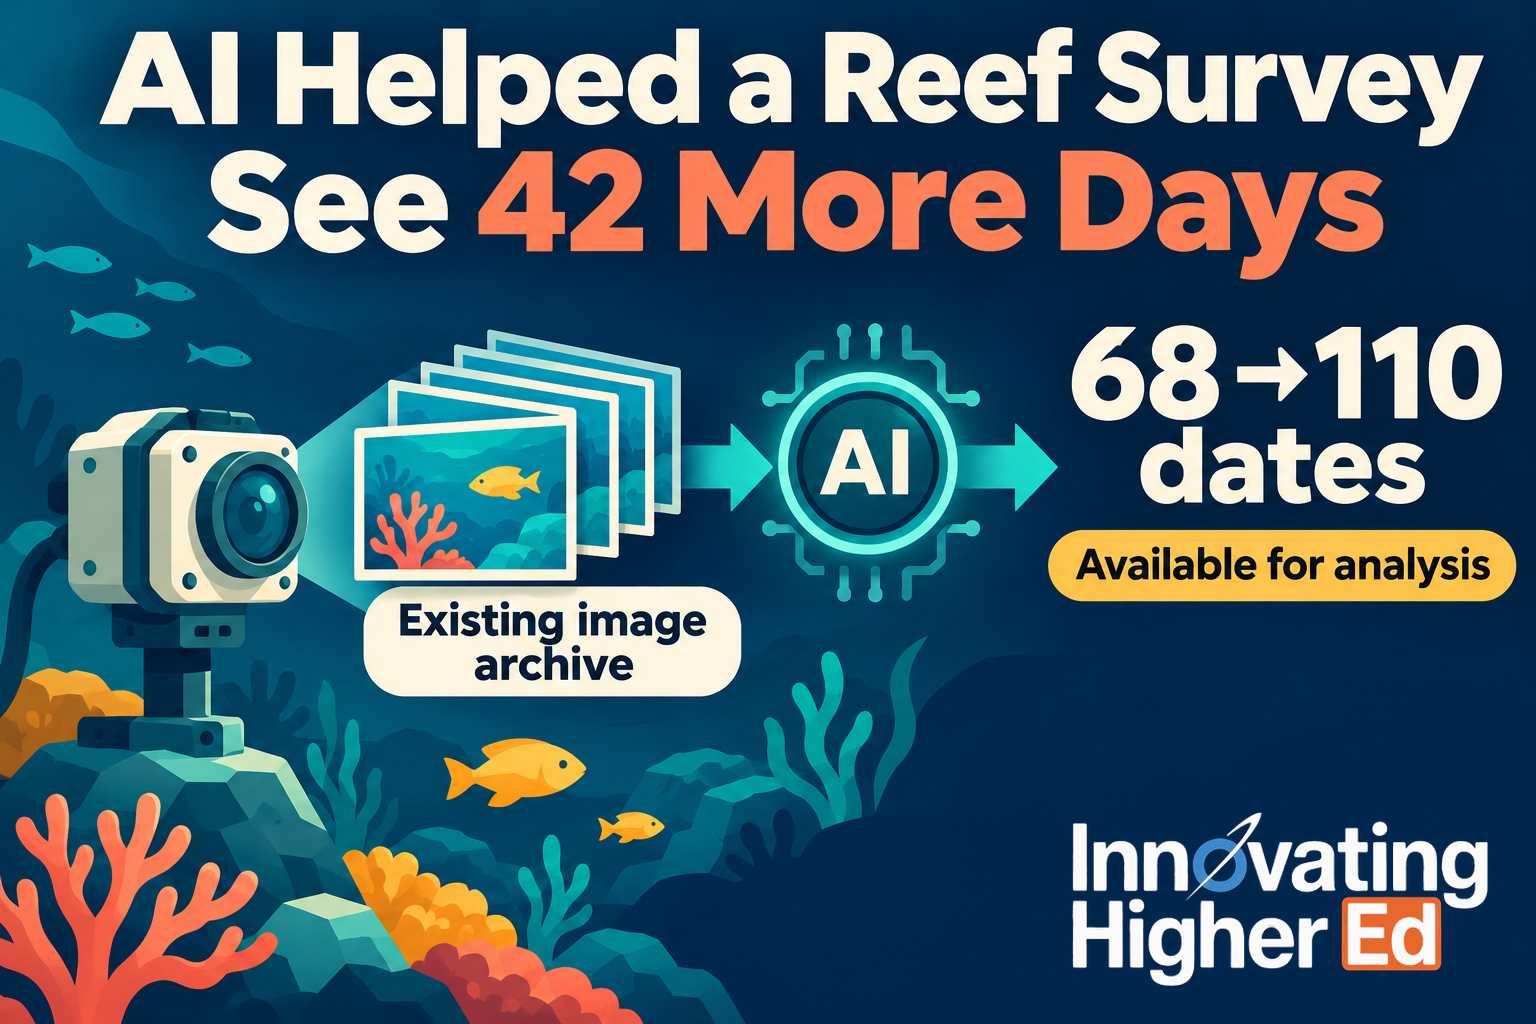 AI Helped a Reef Survey
See 42 More Days
68→110
dates
Available for analysis
AI
Existing image
archive
Innovating
Higher Ed